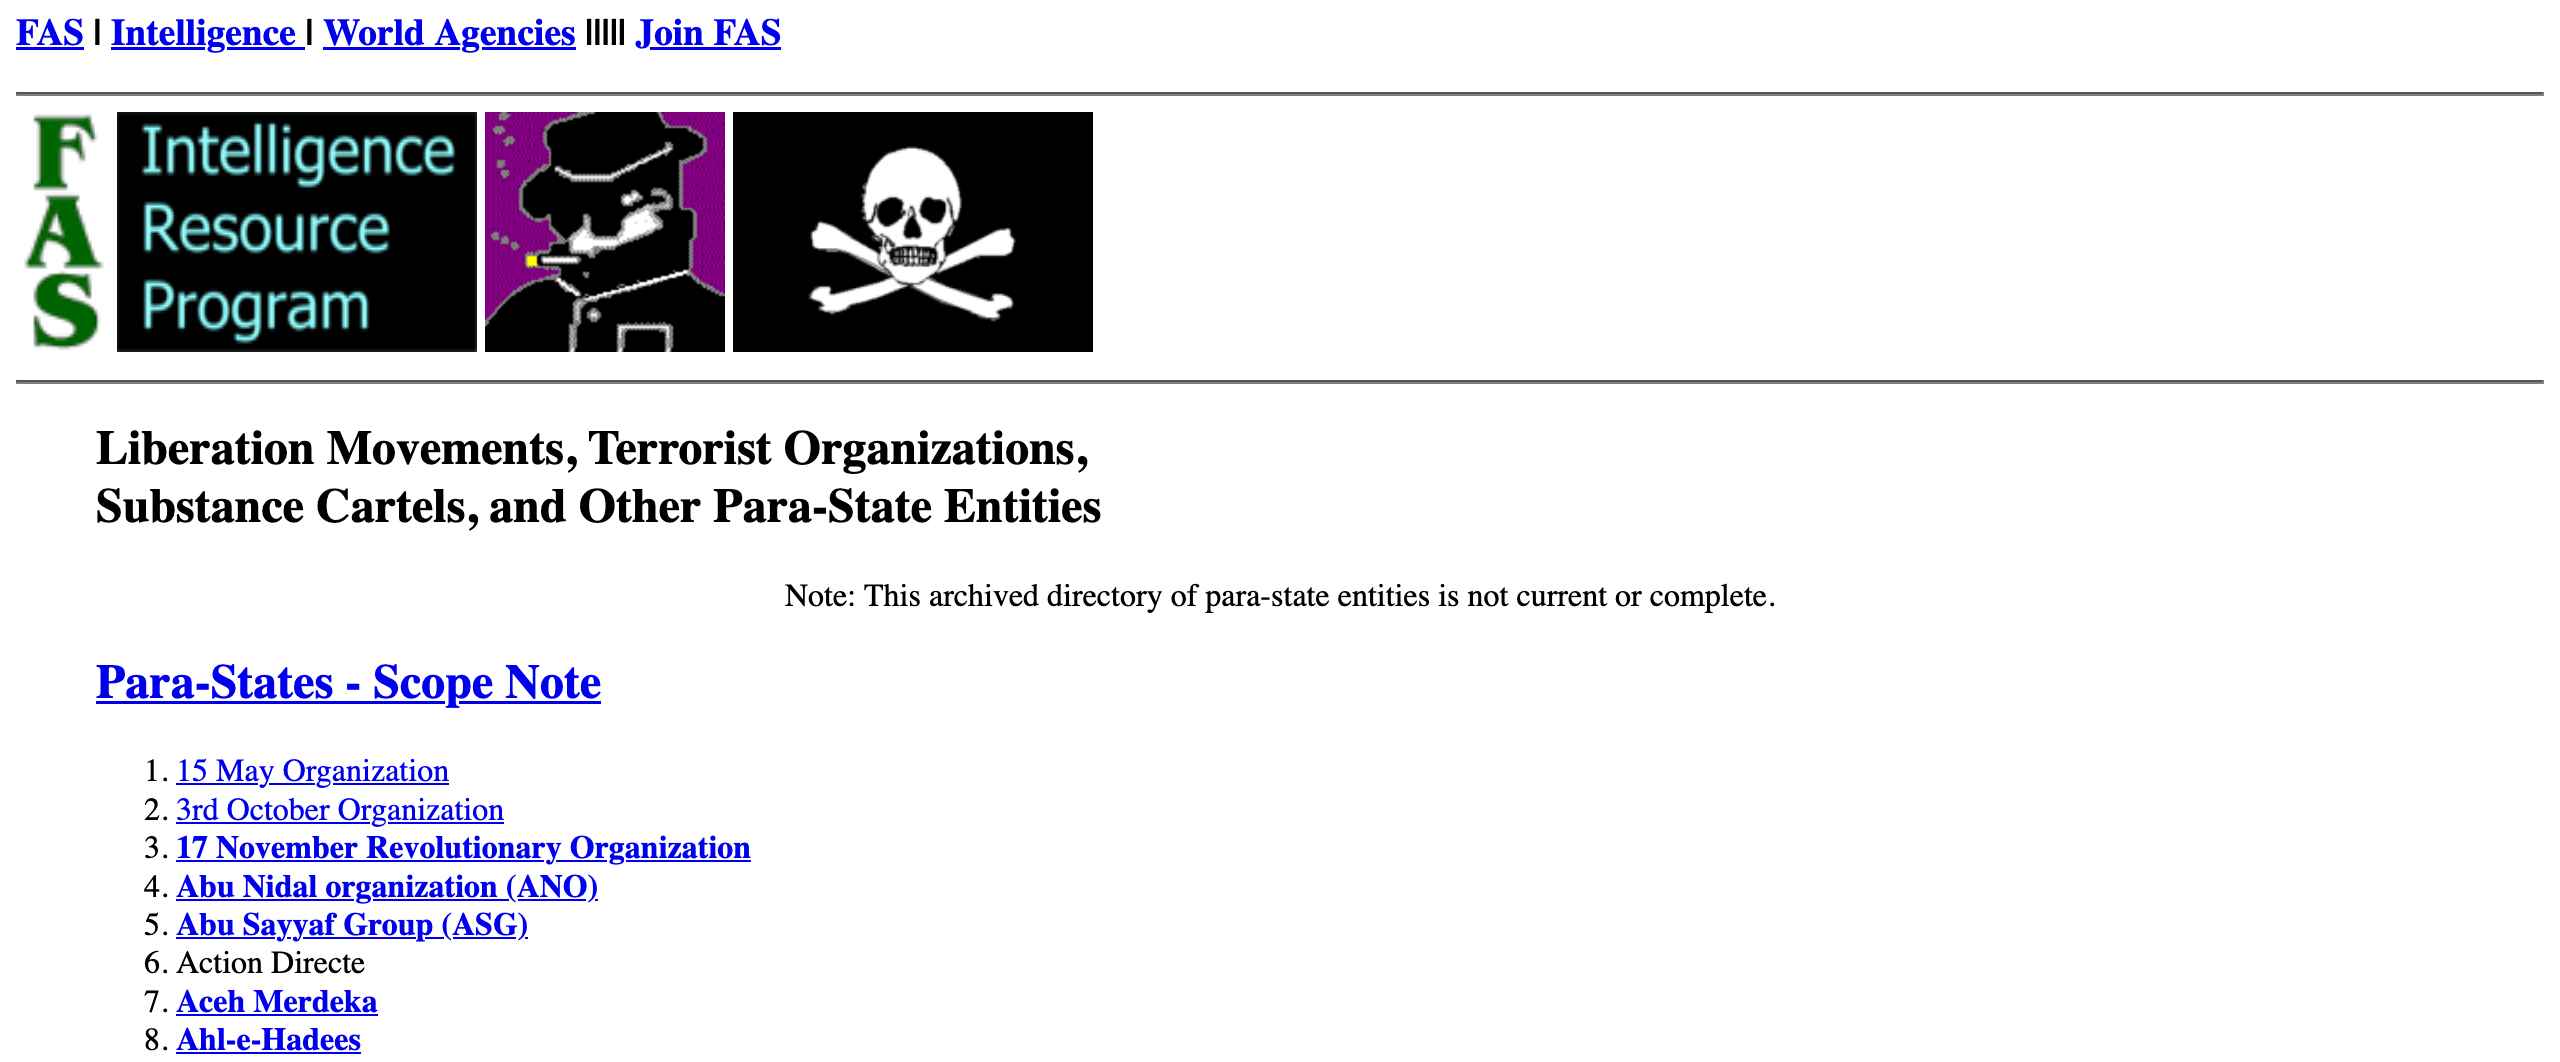 FAS | Intelligence | World Agencies ||||| Join FAS
FAS
Intelligence
Resource
Program
Liberation Movements, Terrorist Organizations,
Substance Cartels, and Other Para-State Entities
Note: This archived directory of para-state entities is not current or complete.
Para-States - Scope Note
1. 15 May Organization
2. 3rd October Organization
3. 17 November Revolutionary Organization
4. Abu Nidal organization (ANO)
5. Abu Sayyaf Group (ASG)
6. Action Directe
7. Aceh Merdeka
8. Ahl-e-Hadees